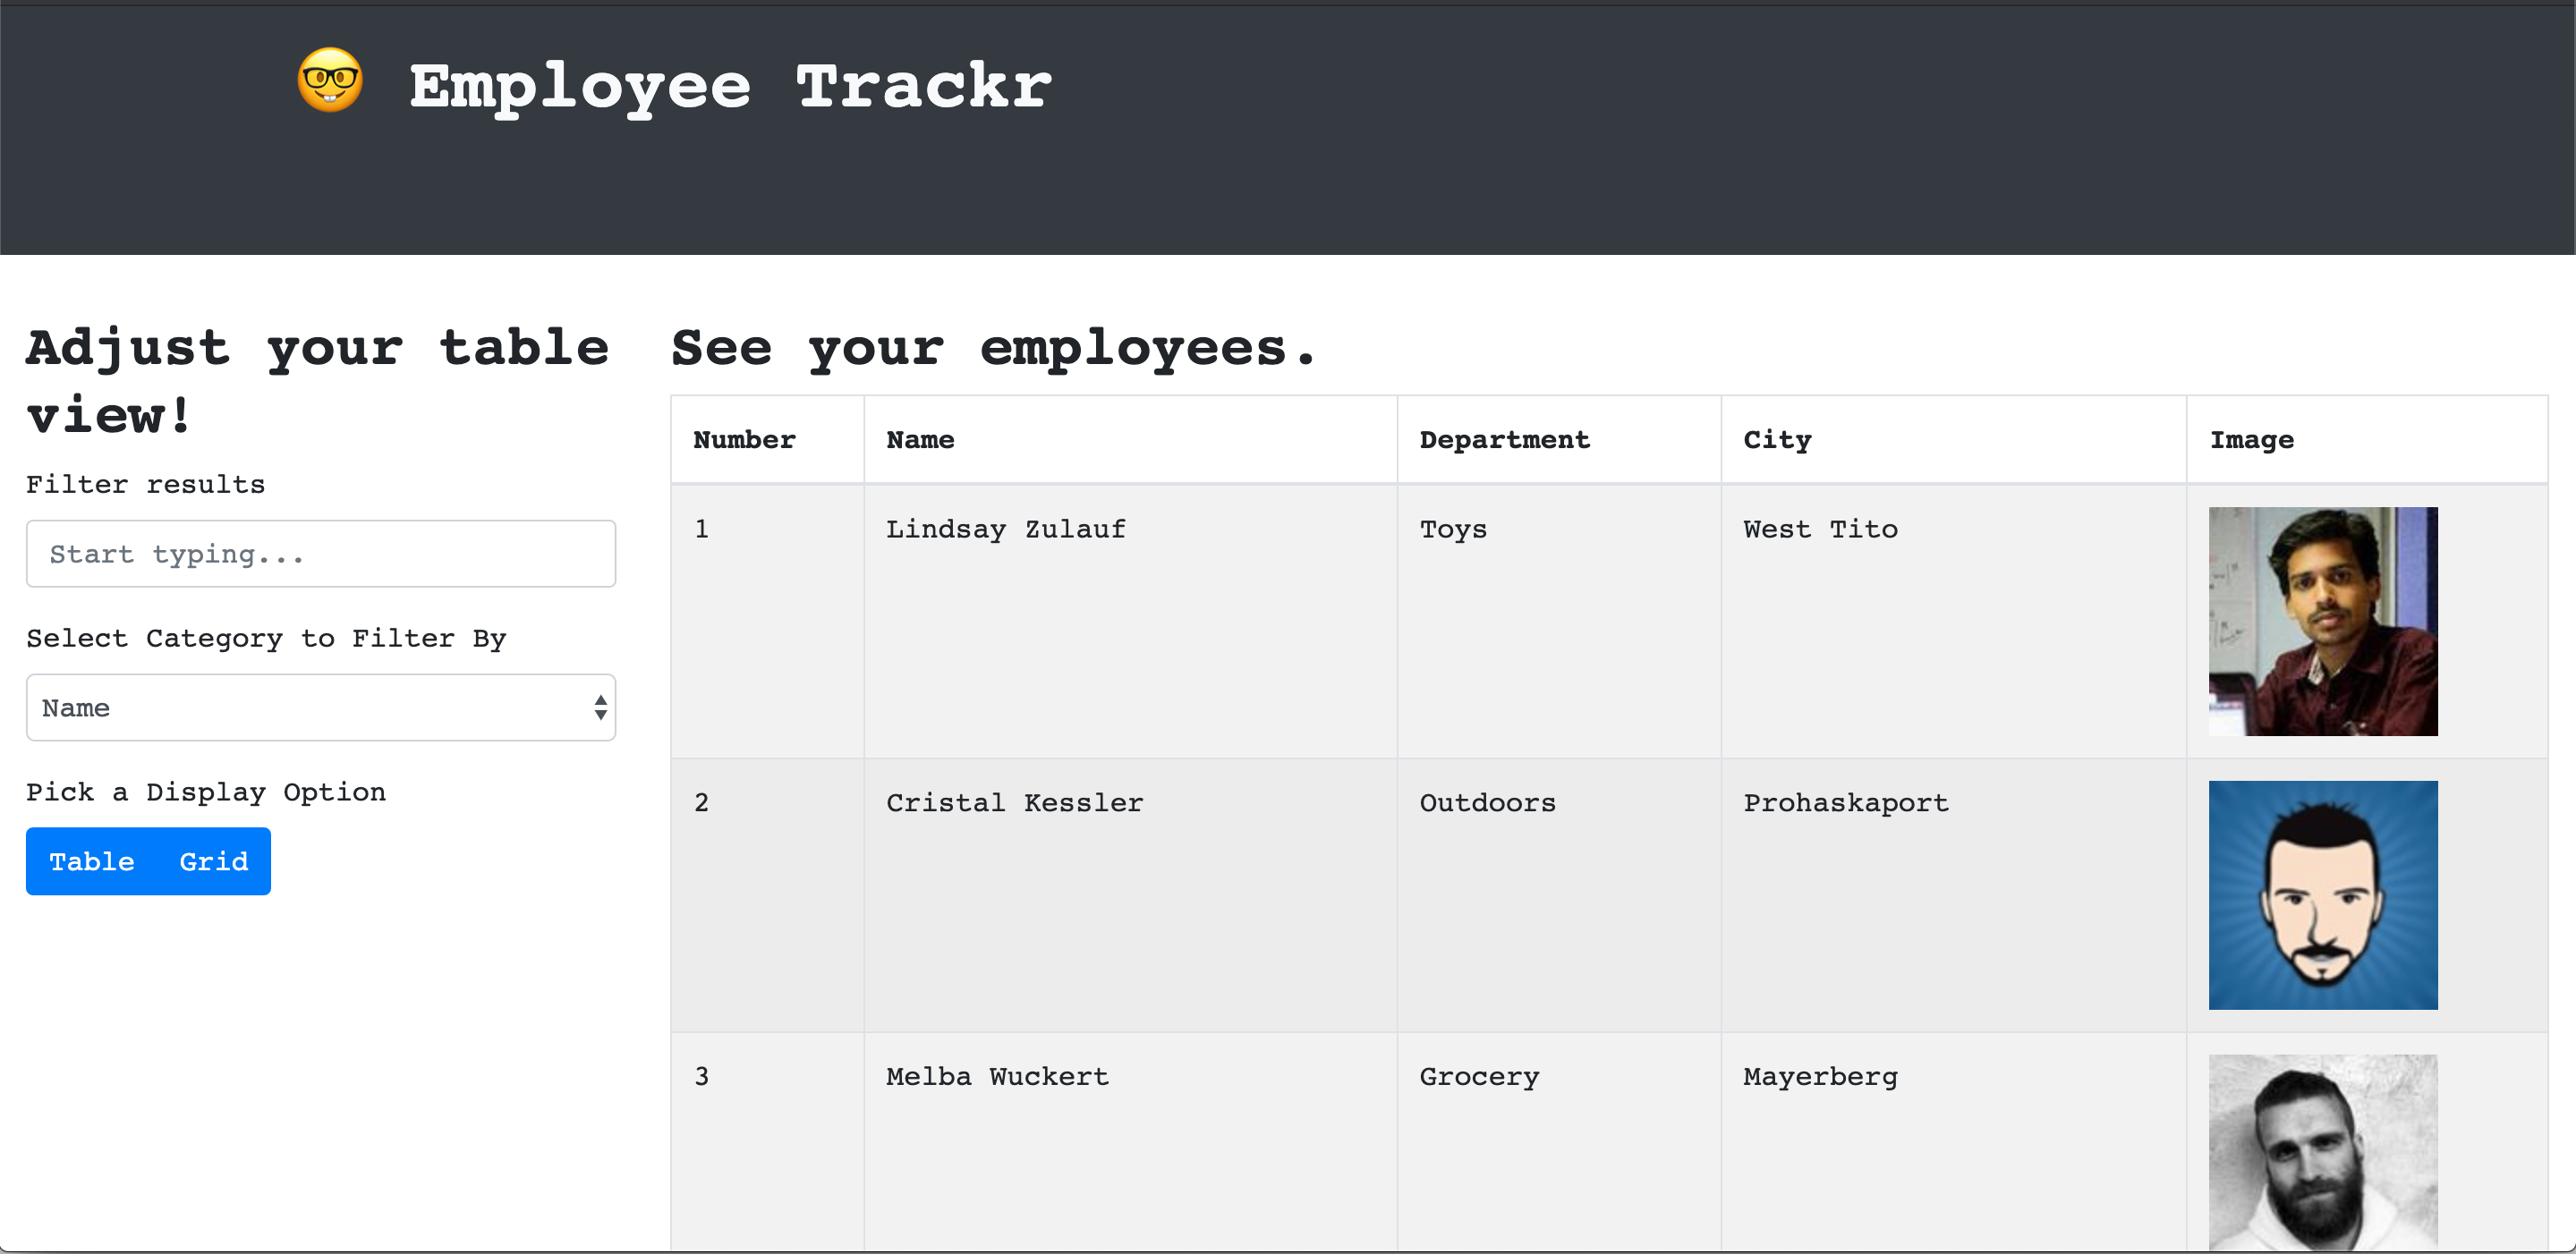 🤓 Employee Trackr
Adjust your table
view!
Filter results
Start typing...
Select Category to Filter By
Name
Pick a Display Option
Table Grid
See your employees.
Number Name Department City Image
1 Lindsay Zulauf Toys West Tito
2 Cristal Kessler Outdoors Prohaskaport
3 Melba Wuckert Grocery Mayerberg